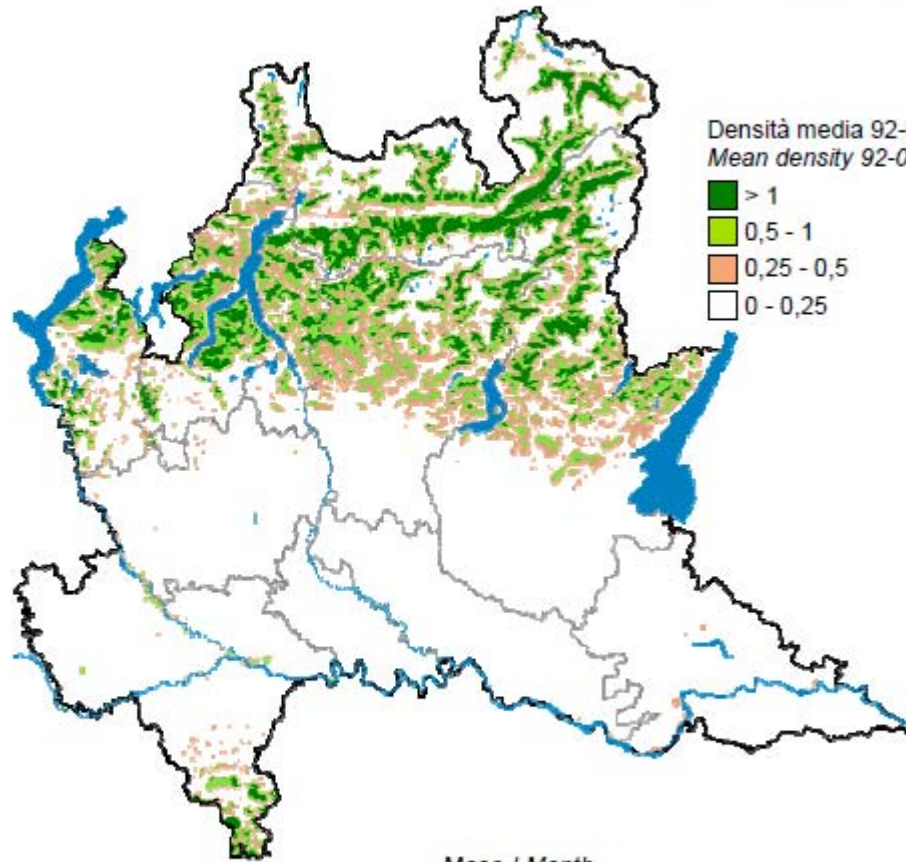 Densità media 92-0
Mean density 92-0
> 1
0,5 - 1
0,25 - 0,5
0 - 0,25
Mese / Month